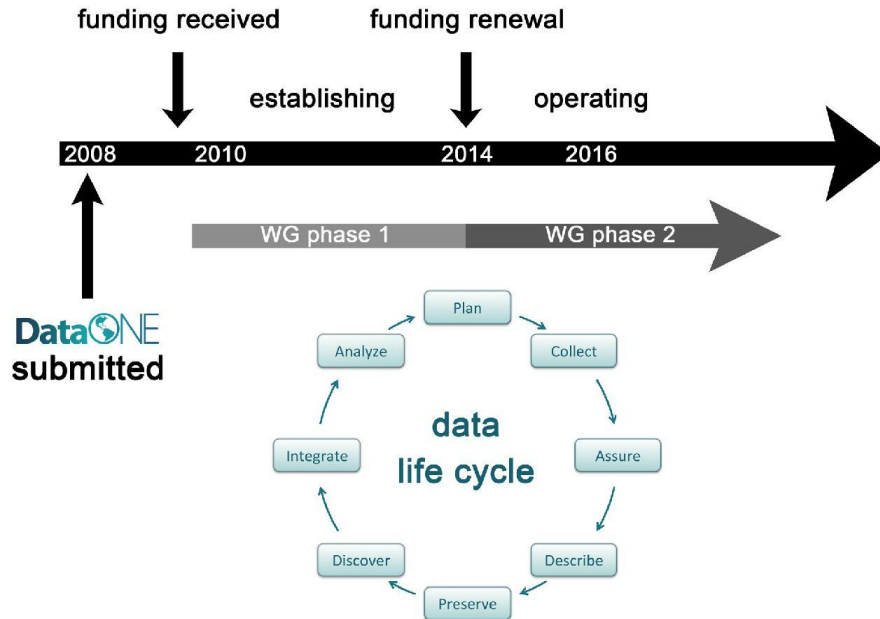 funding received
funding renewal
establishing
operating
2008
2010
2014
2016
WG phase 1
WG phase 2
DataONE
submitted
Plan
Analyze
Collect
data
life cycle
Integrate
Assure
Discover
Describe
Preserve